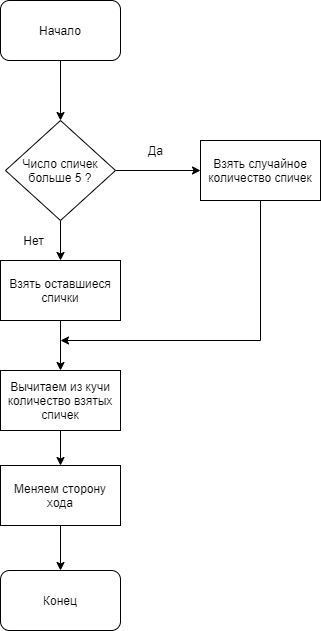 Начало
Число спичек
больше 5 ?
Да
Взять случайное
количество спичек
Нет
Взять оставшиеся
спички
Вычитаем из кучи
количество взятых
спичек
Меняем сторону
хода
Конец